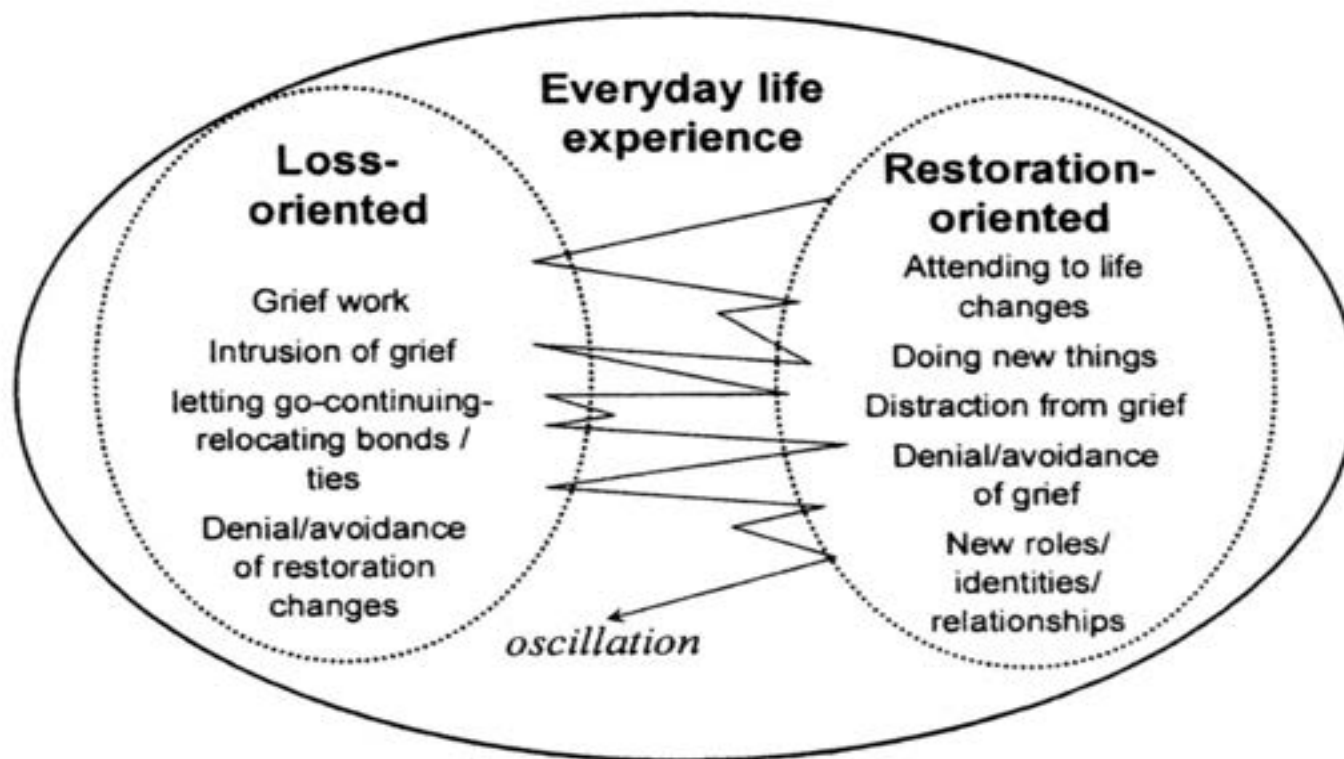 Everyday life
experience
Loss-
oriented
Grief work
Intrusion of grief
letting go-continuing-
relocating bonds /
ties
Denial/avoidance
of restoration
changes
Restoration-
oriented
Attending to life
changes
Doing new things
Distraction from grief
Denial/avoidance
of grief
New roles/
identities/
relationships
oscillation